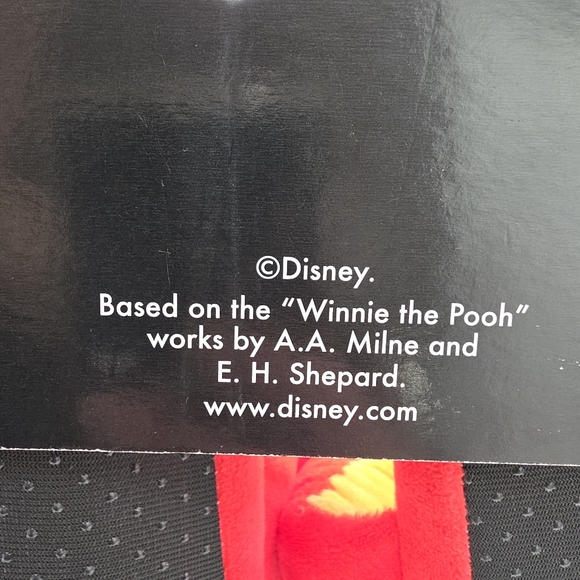 ©Disney.
Based on the “Winnie the Pooh”
works by A.A. Milne and
E. H. Shepard.
www.disney.com